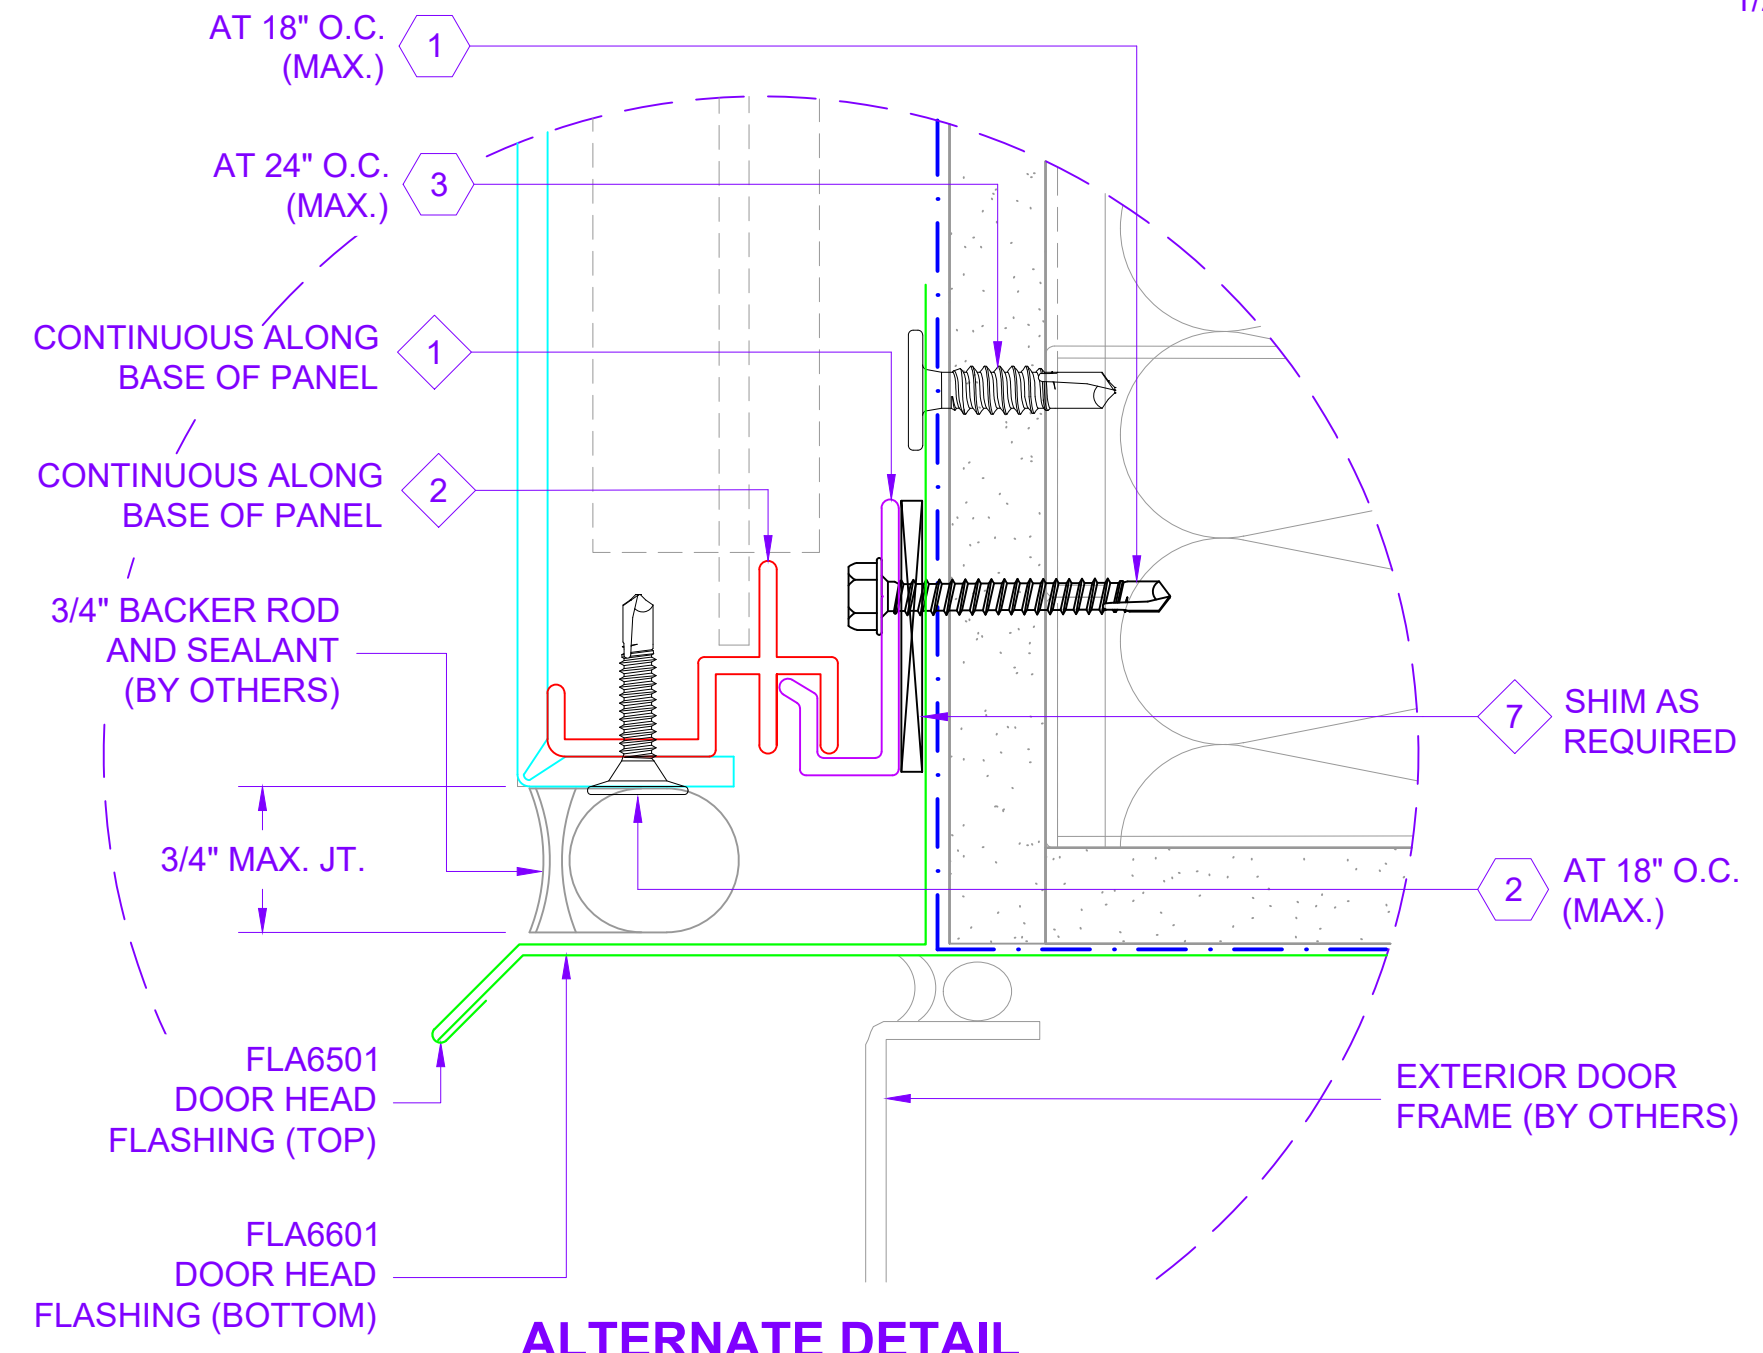 AT 18" O.C.
(MAX.)
1
AT 24" O.C.
(MAX.)
3
CONTINUOUS ALONG
BASE OF PANEL
1
CONTINUOUS ALONG
BASE OF PANEL
2
3/4" BACKER ROD
AND SEALANT
(BY OTHERS)
7
SHIM AS
REQUIRED
3/4" MAX. JT.
2
AT 18" O.C.
(MAX.)
FLA6501
DOOR HEAD
FLASHING (TOP)
EXTERIOR DOOR
FRAME (BY OTHERS)
FLA6601
DOOR HEAD
FLASHING (BOTTOM)
ALTERNATE DETAIL